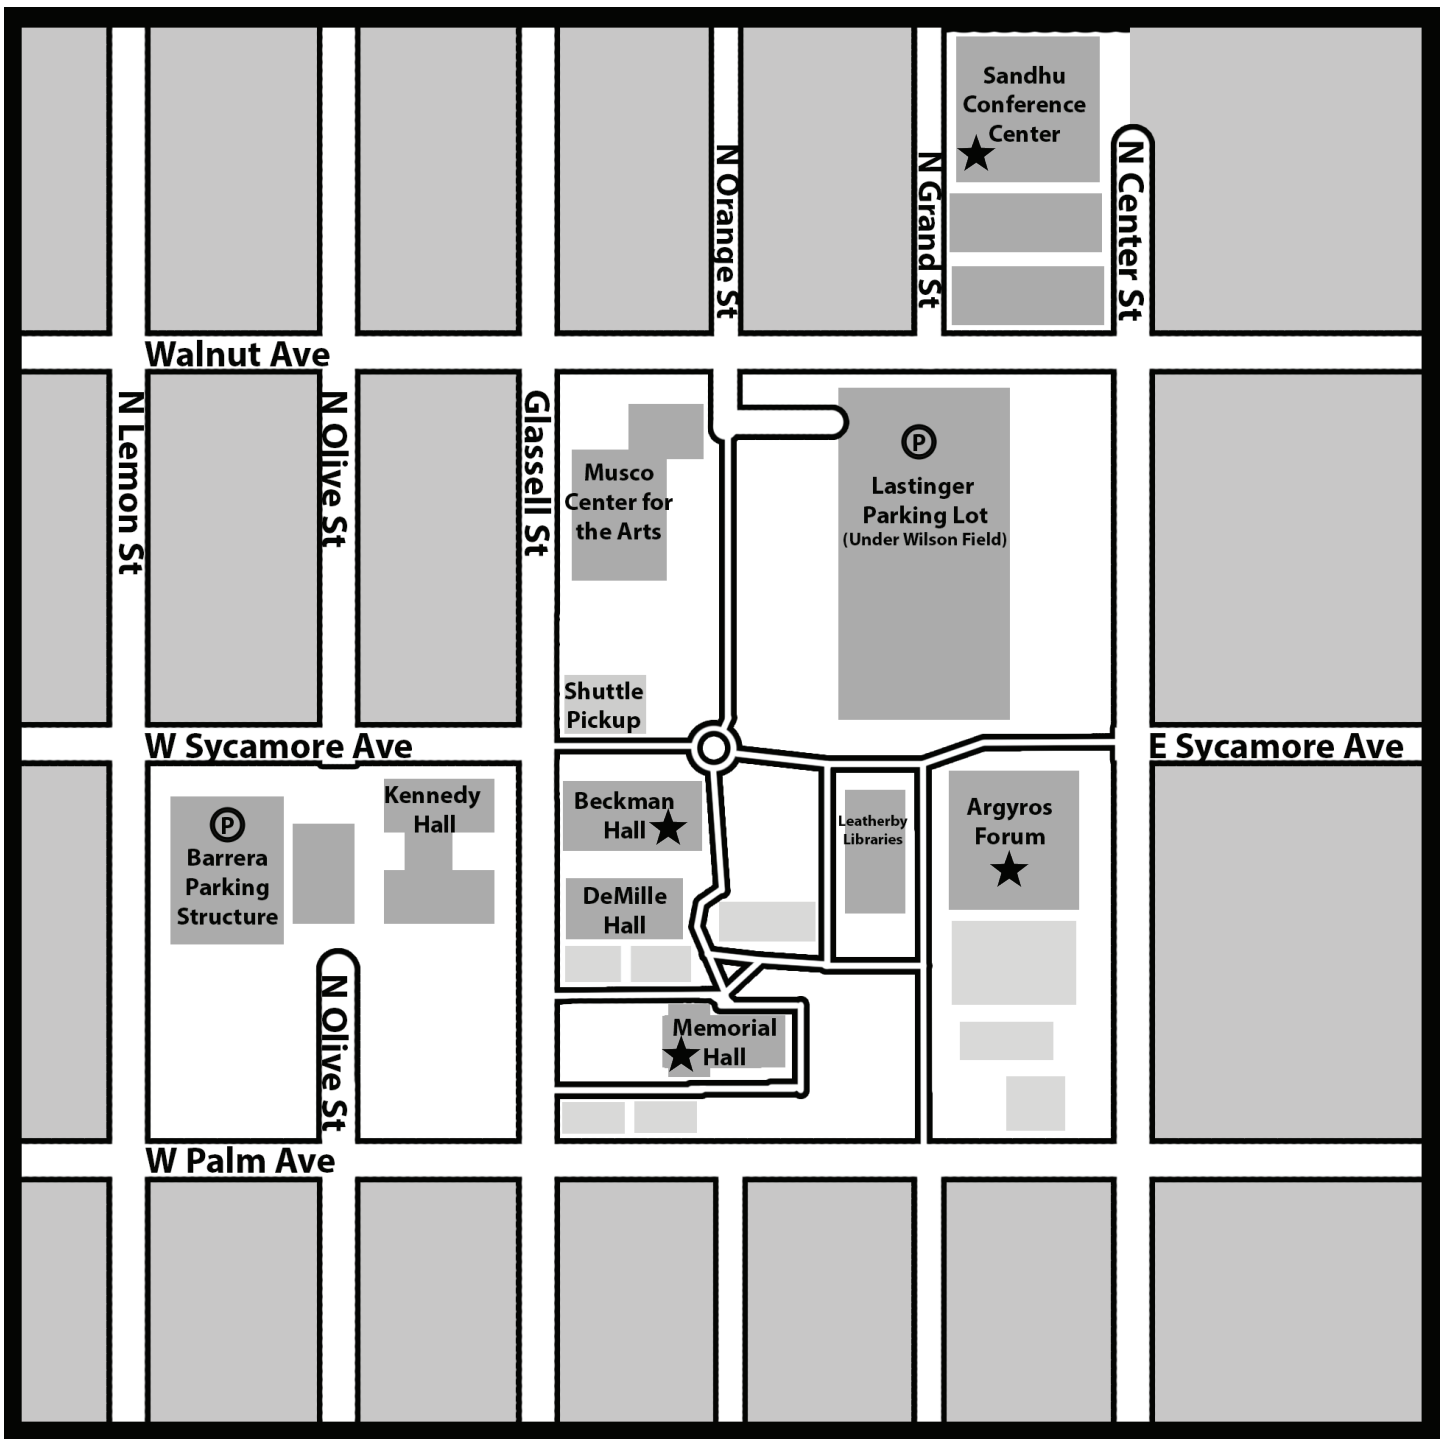 Sandhu
Conference
Center
N Orange St
N Grand St
N Center St
Walnut Ave
N Lemon St
N Olive St
Glassell St
Musco
Center for
the Arts
P
Lastinger
Parking Lot
(Under Wilson Field)
Shuttle
Pickup
W Sycamore Ave
E Sycamore Ave
P
Barrera
Parking
Structure
Kennedy
Hall
Beckman
Hall
Leatherby
Libraries
Argyros
Forum
DeMille
Hall
N Olive St
Memorial
Hall
W Palm Ave